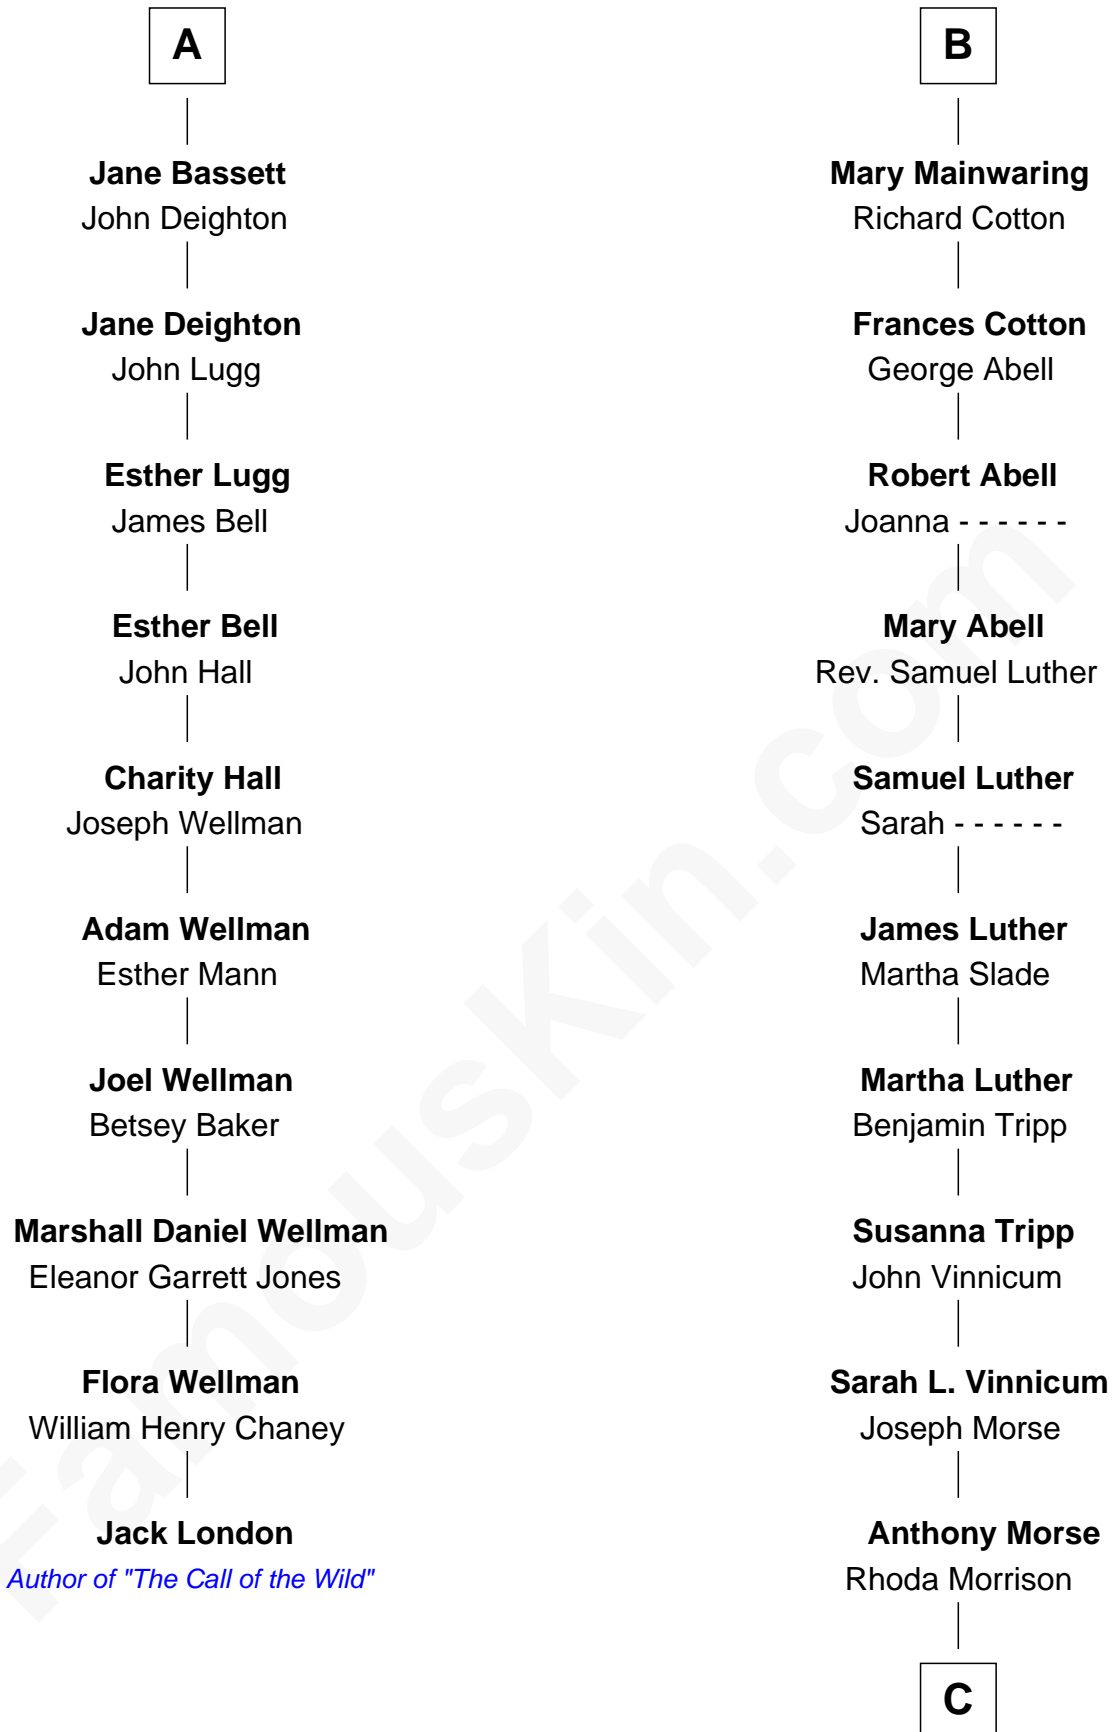 A
Jane Bassett
John Deighton
Jane Deighton
John Lugg
Esther Lugg
James Bell
Esther Bell
John Hall
Charity Hall
Joseph Wellman
Adam Wellman
Esther Mann
Joel Wellman
Betsey Baker
Marshall Daniel Wellman
Eleanor Garrett Jones
Flora Wellman
William Henry Chaney
Jack London
Author of "The Call of the Wild"
B
Mary Mainwaring
Richard Cotton
Frances Cotton
George Abell
Robert Abell
Joanna - - - - - -
Mary Abell
Rev. Samuel Luther
Samuel Luther
Sarah - - - - - -
James Luther
Martha Slade
Martha Luther
Benjamin Tripp
Susanna Tripp
John Vinnicum
Sarah L. Vinnicum
Joseph Morse
Anthony Morse
Rhoda Morrison
C
FamousKin.com